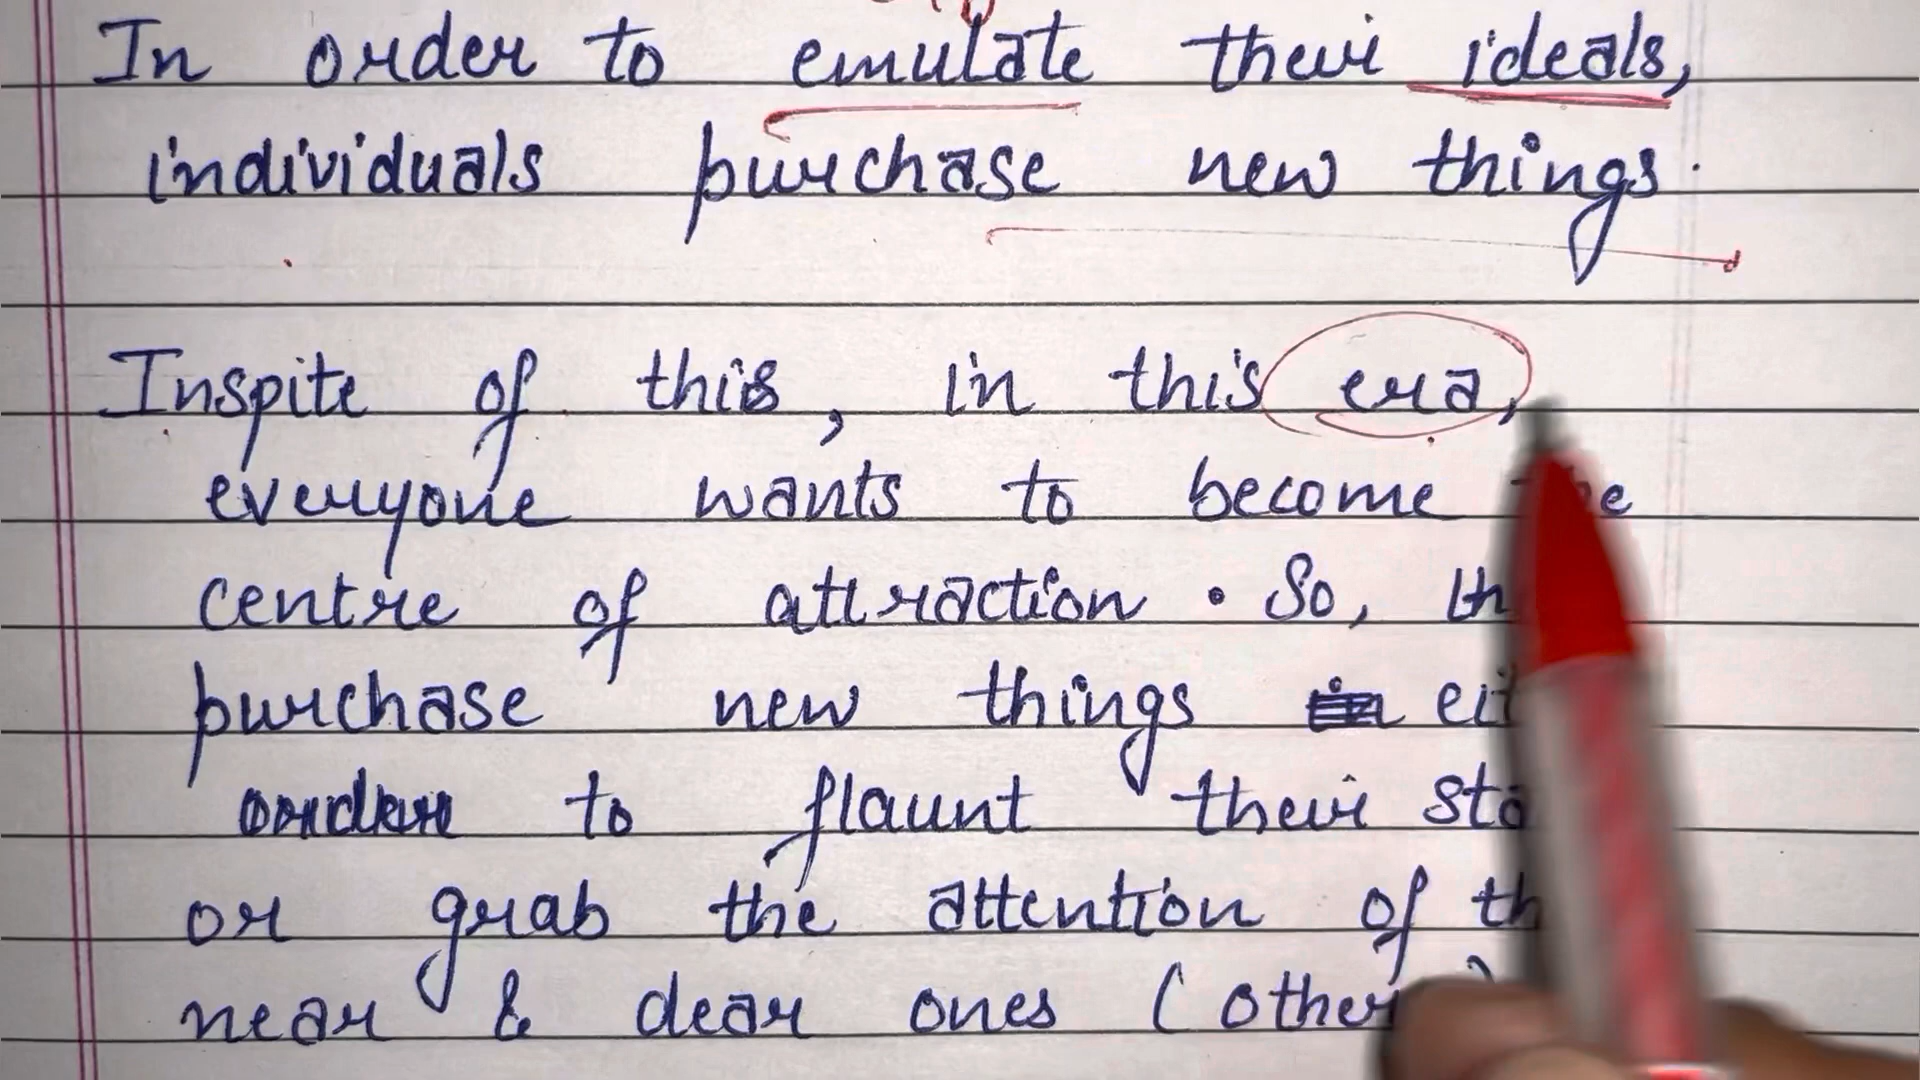 In order to emulate their ideals,
individuals purchase new things.
Inspite of this, in this era,
everyone wants to become
centre of attraction. So,
purchase new things
to flaunt their
or grab the attention of
near & dear ones (